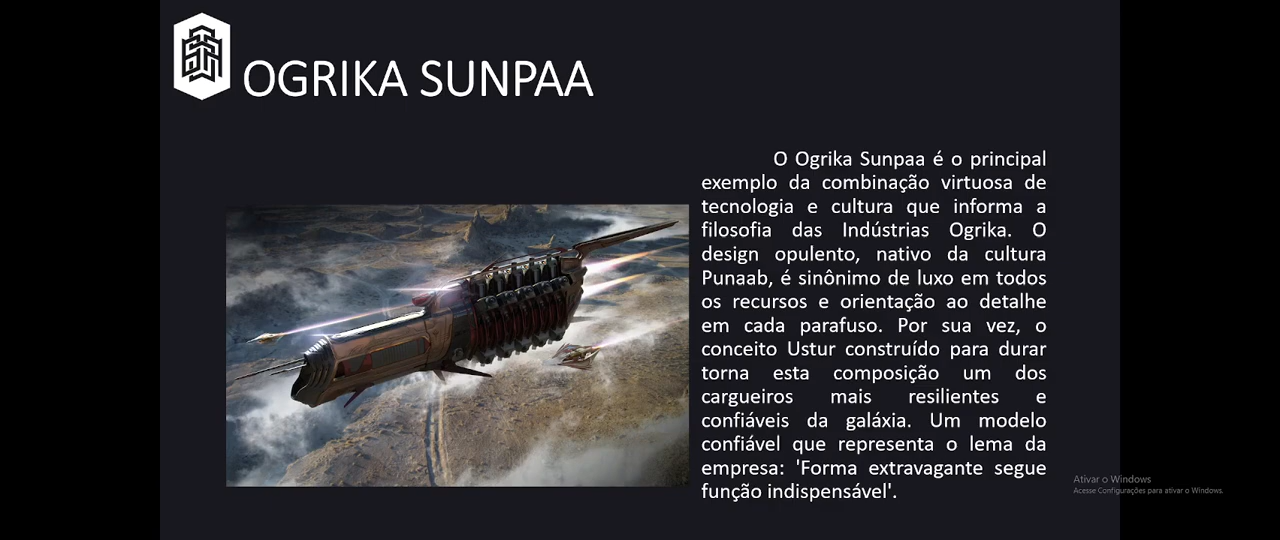 OGRIKA SUNPAA
O Ogrika Sunpaa é o principal
exemplo da combinação virtuosa de
tecnologia e cultura que informa a
filosofia das Indústrias Ogrika. O
design opulento, nativo da cultura
Punaab, é sinônimo de luxo em todos
os recursos e orientação ao detalhe
em cada parafuso. Por sua vez, o
conceito Ustur construído para durar
torna esta composição um dos
cargueiros mais resilientes e
confiáveis da galáxia. Um modelo
confiável que representa o lema da
empresa: 'Forma extravagante segue
função indispensável'.
Ativar o Windows
Acesse Configurações para ativar o Windows.